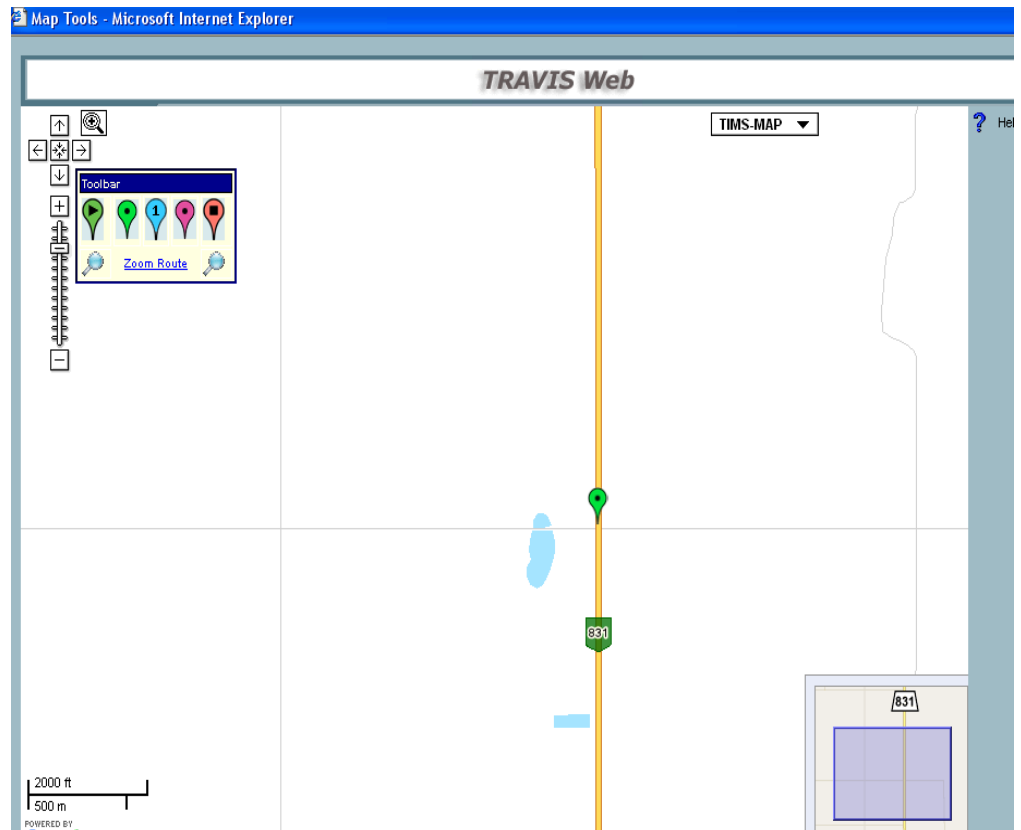 Map Tools - Microsoft Internet Explorer
TRAVIS Web
TIMS-MAP
? Hel
Toolbar
1
Zoom Route
831
831
2000 ft
500 m
POWERED BY